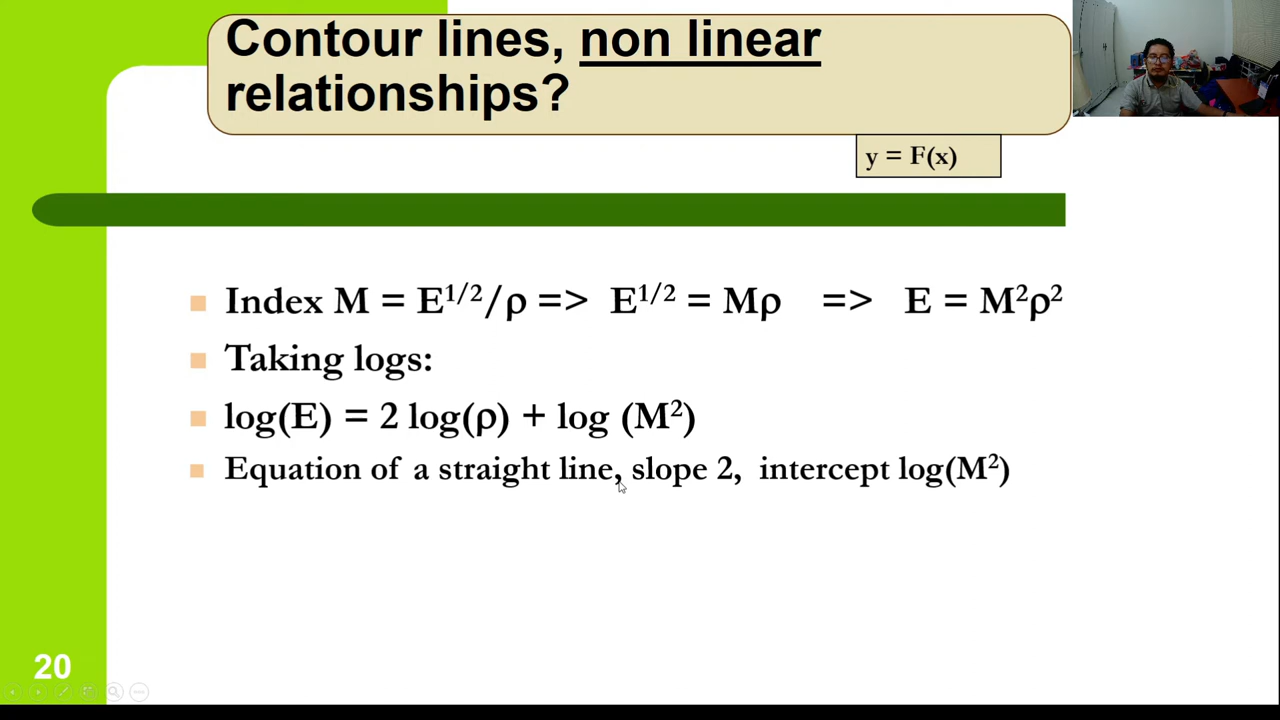 Contour lines, non linear
relationships?
y = F(x)
Index M = E^1/2/ρ => E^1/2 = Mρ => E = M²ρ²
Taking logs:
log(E) = 2 log(ρ) + log (M²)
Equation of a straight line, slope 2, intercept log(M²)
20